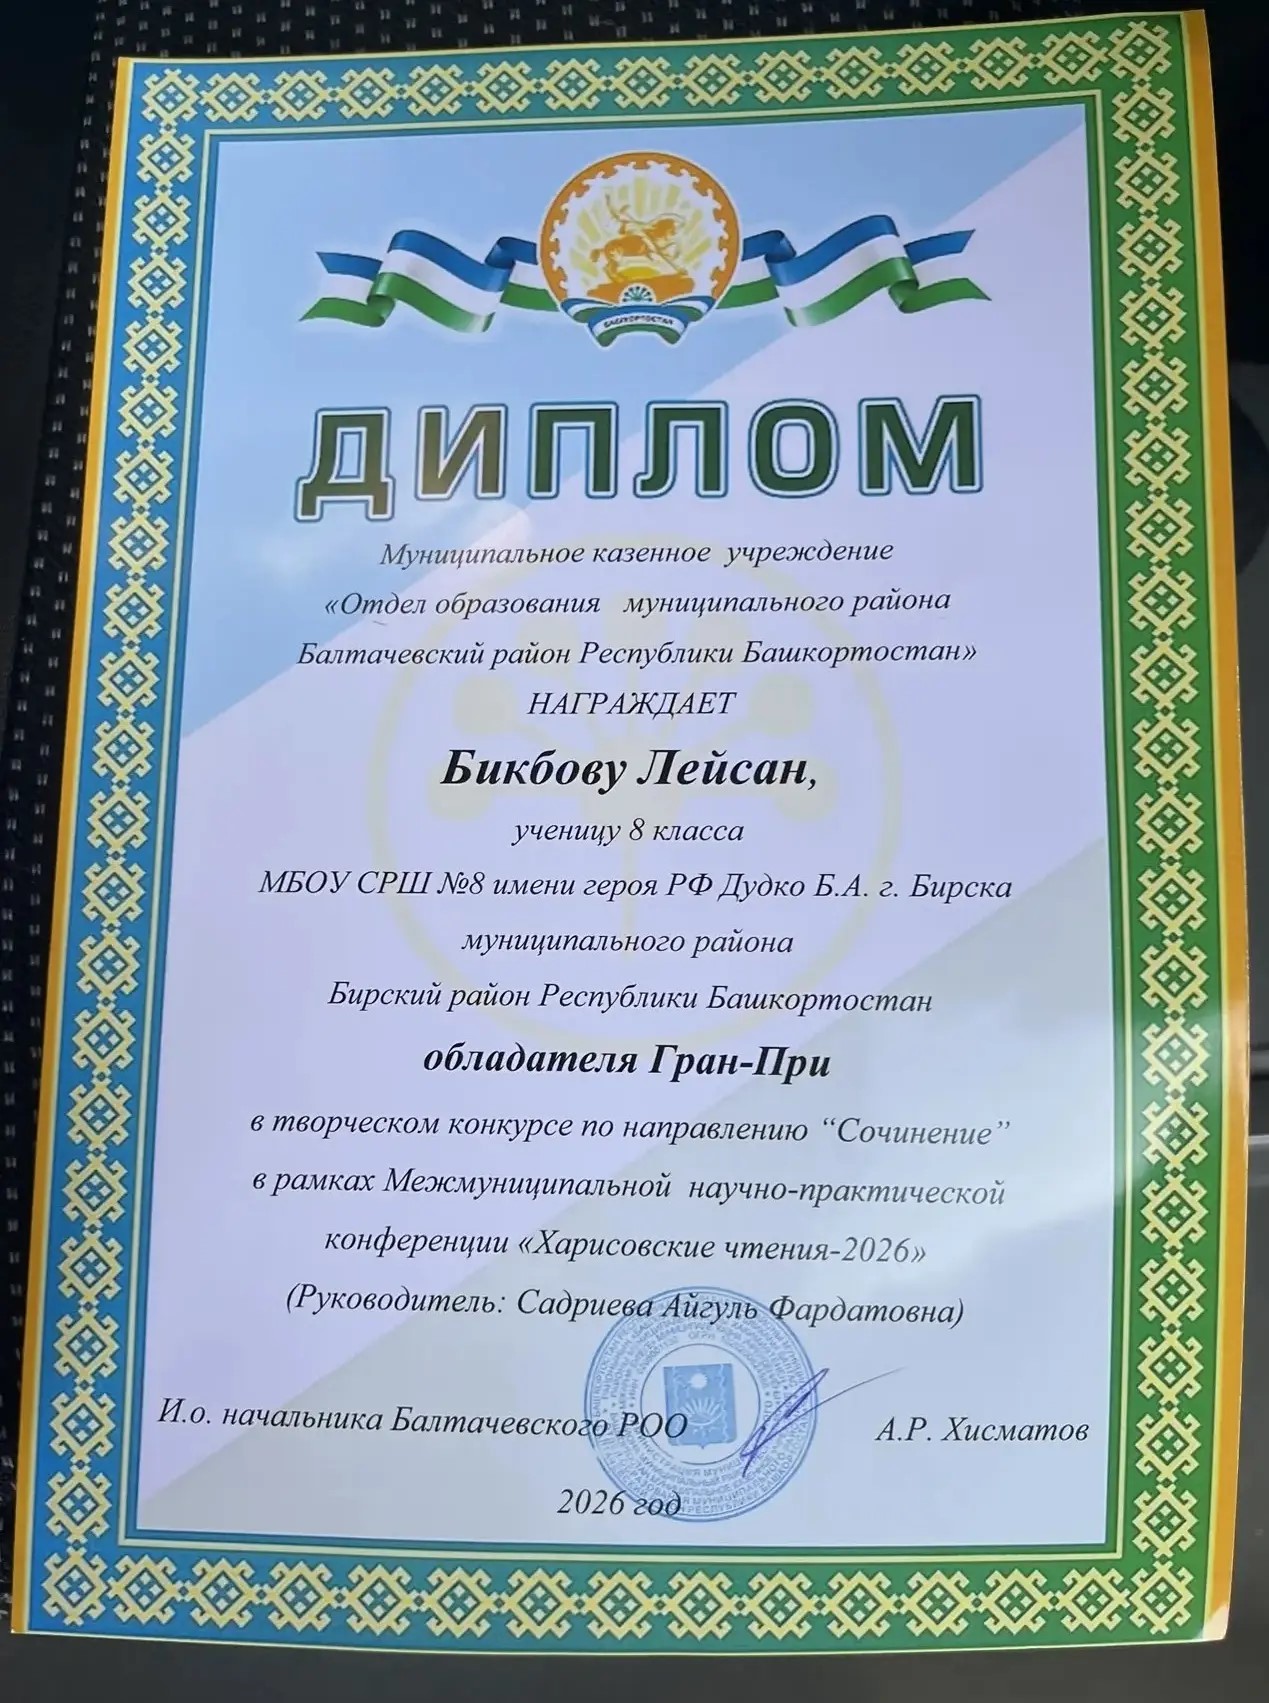 БАШКОРТОСТАН
ДИПЛОМ
Муниципальное казенное учреждение
«Отдел образования муниципального района
Балтачевский район Республики Башкортостан»
НАГРАЖДАЕТ
Бикбову Лейсан,
ученицу 8 класса
МБОУ СРШ №8 имени героя РФ Дудко Б.А. г. Бирска
муниципального района
Бирский район Республики Башкортостан
обладателя Гран-При
в творческом конкурсе по направлению “Сочинение”
в рамках Межмуниципальной научно-практической
конференции «Харисовские чтения-2026»
(Руководитель: Садриева Айгуль Фардатовна)
И.о. начальника Балтачевского РОО А.Р. Хисматов
2026 год